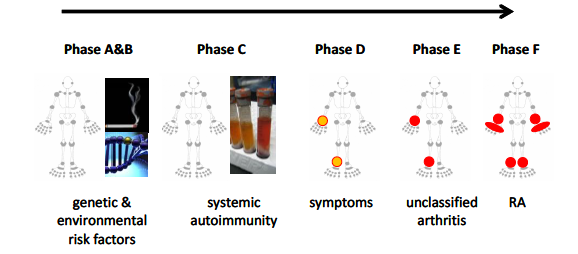 Phase A&B Phase C Phase D Phase E Phase F
genetic & systemic symptoms unclassified RA
environmental autoimmunity arthritis
risk factors